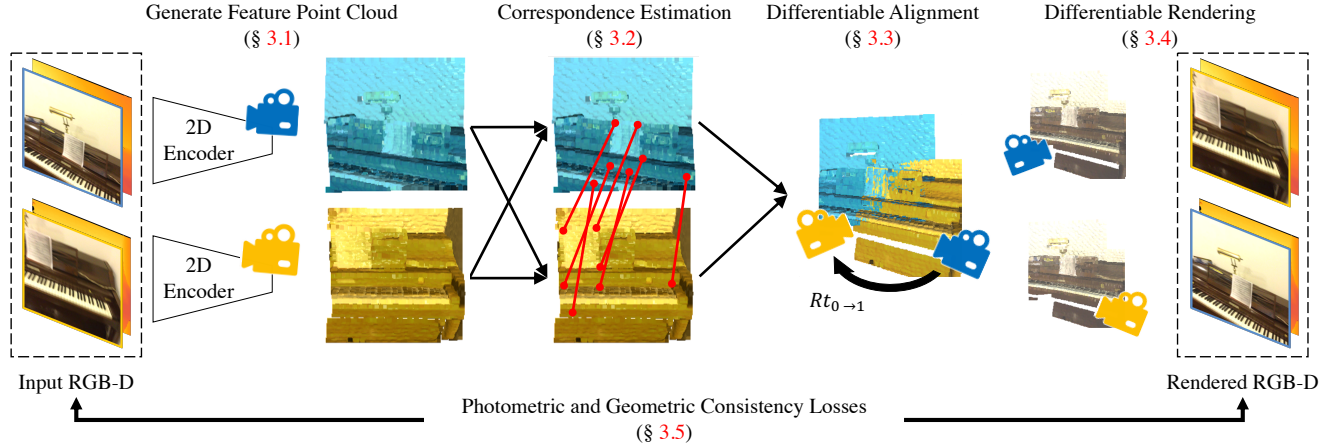 Generate Feature Point Cloud
(§ 3.1)
Correspondence Estimation
(§ 3.2)
Differentiable Alignment
(§ 3.3)
Differentiable Rendering
(§ 3.4)
2D
Encoder
2D
Encoder
Rt0→1
Input RGB-D
Rendered RGB-D
Photometric and Geometric Consistency Losses
(§ 3.5)